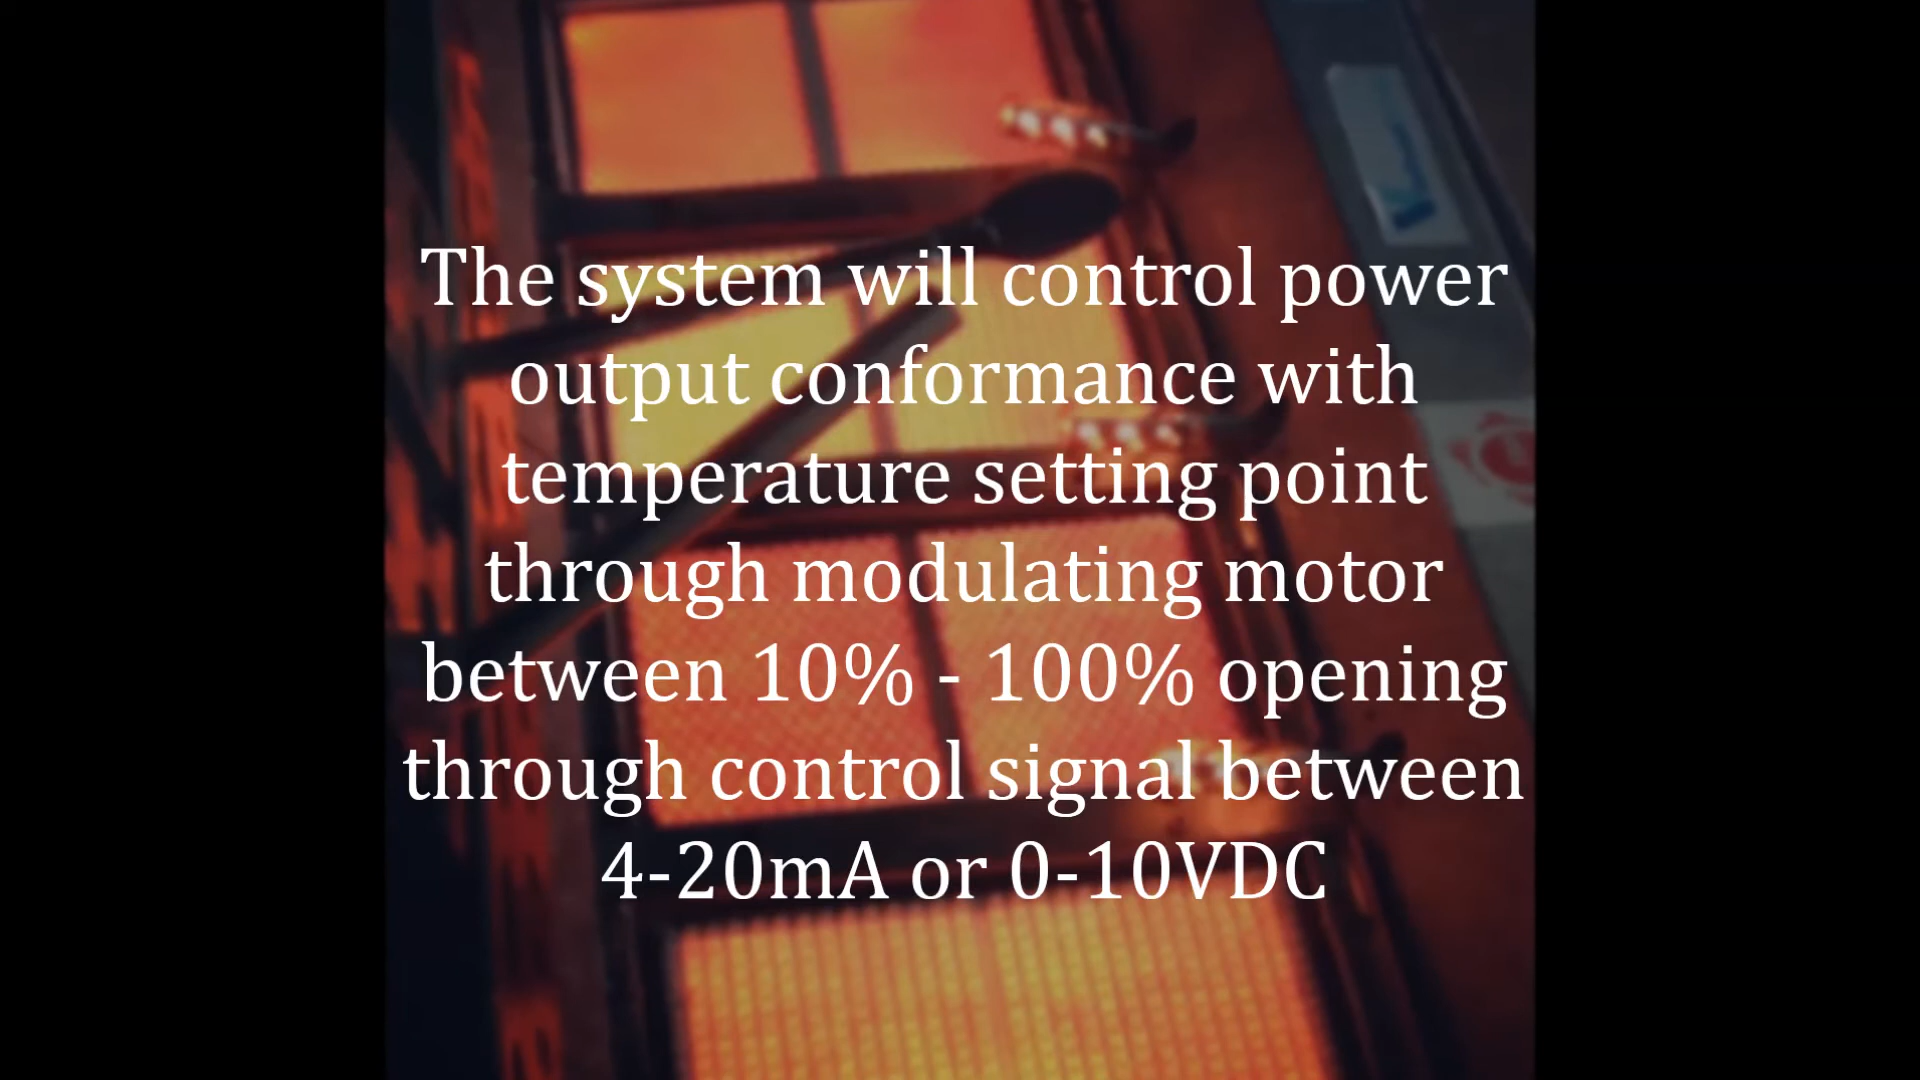 The system will control power
output conformance with
temperature setting point
through modulating motor
between 10% - 100% opening
through control signal between
4-20mA or 0-10VDC